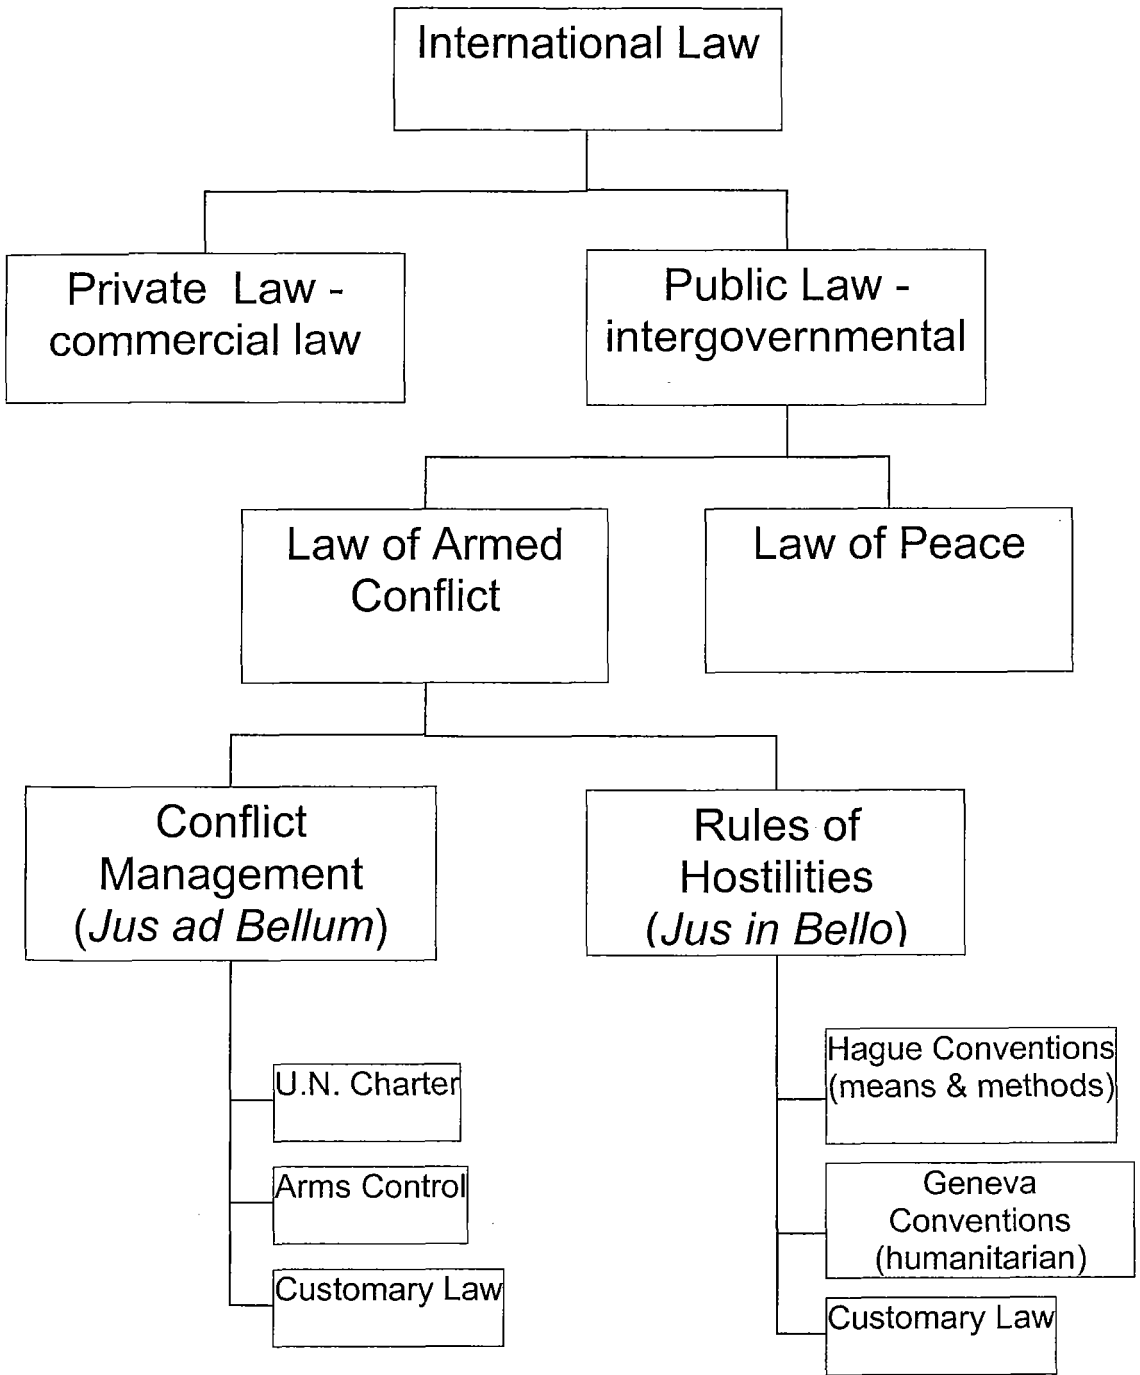 International Law
Private Law -
commercial law
Public Law -
intergovernmental
Law of Armed
Conflict
Law of Peace
Conflict
Management
(Jus ad Bellum)
Rules of
Hostilities
(Jus in Bello)
U.N. Charter
Arms Control
Customary Law
Hague Conventions
(means & methods)
Geneva
Conventions
(humanitarian)
Customary Law